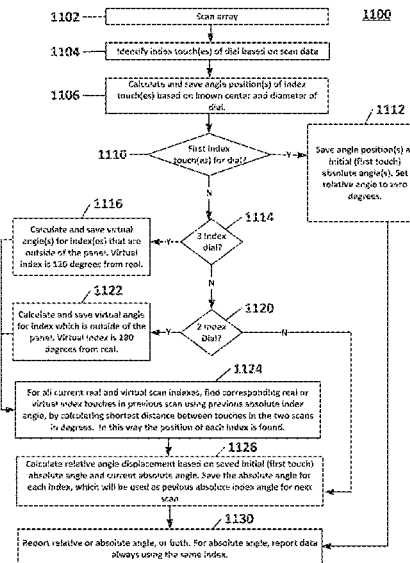 1100
1102
Scan array
1104
Identify index touch(es) of dial based on scan data
1106
Calculate and save angle position(s) of index
touch(es) based on known center and diameter of
dial.
1110
First index
touch(es) for dial?
Y
N
1112
Save angle position(s) a
initial (first touch)
absolute angle(s). Set
relative angle to zero
degrees.
1114
3 Index
dial?
Y
N
1116
Calculate and save virtual
angle(s) for index(es) that are
outside of the panel. Virtual
index is 120 degrees from real.
1120
2 Index
Dial?
Y
N
1122
Calculate and save virtual angle
for index which is outside of the
panel. Virtual index is 180
degrees from real.
1124
For all current real and virtual scan indexes, find corresponding real or
virtual index touches in previous scan using previous absolute index
angle, by calculating shortest distance between touches in the two scans
in degrees. In this way the position of each index is found.
1126
Calculate relative angle displacement based on saved initial (first touch)
absolute angle and current absolute angle. Save the absolute angle for
each index, which will be used as pevious absolute index angle for next
scan
1130
Report relative or absolute angle, or both. For absolute angle, report data
always using the same index.